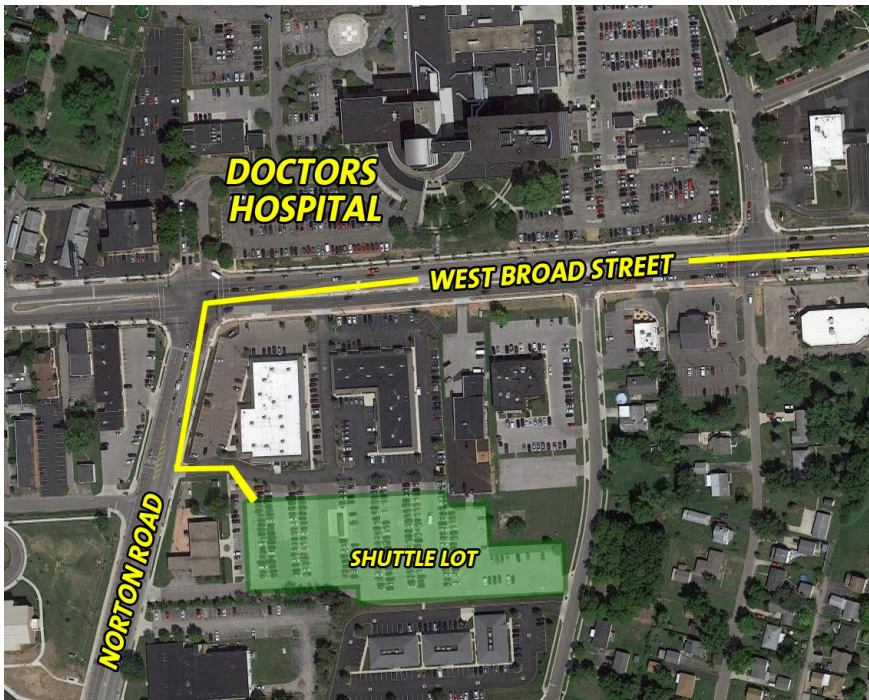 DOCTORS
HOSPITAL
WEST BROAD STREET
NORTON ROAD
SHUTTLE LOT